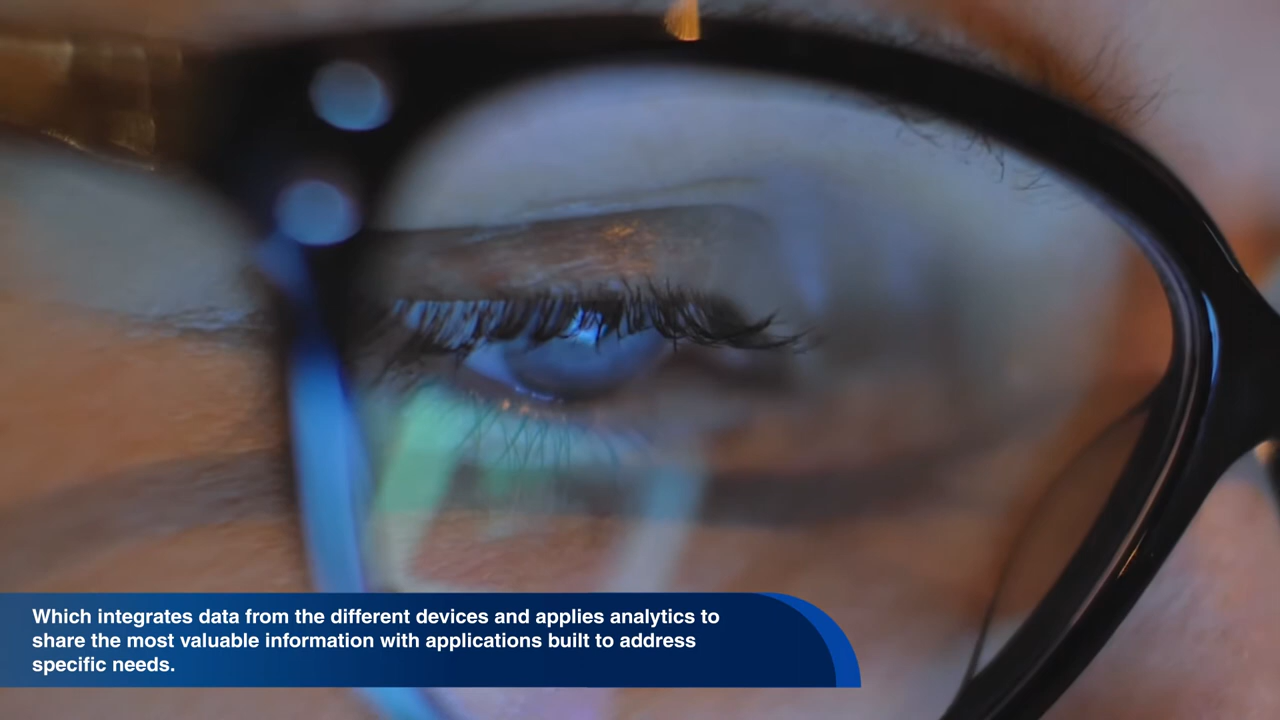 Which integrates data from the different devices and applies analytics to
share the most valuable information with applications built to address
specific needs.